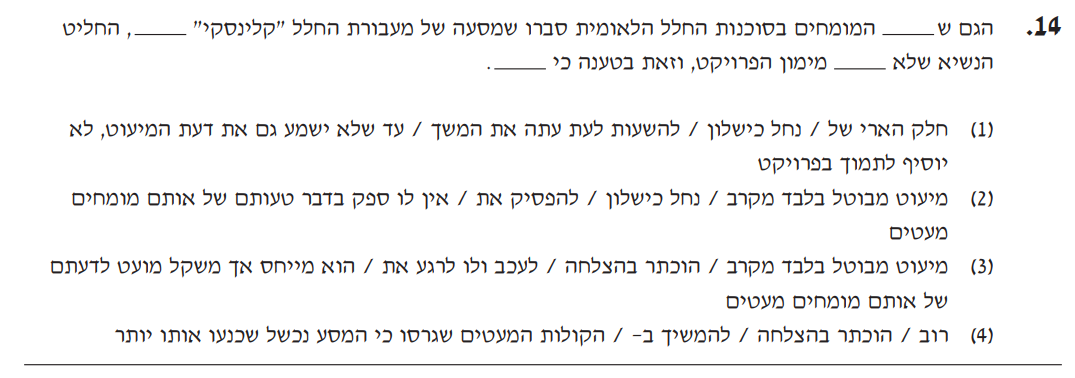 14. הגם ש_____ המומחים בסוכנות החלל הלאומית סברו שמסעה של מעבורת החלל "קלינסקי" _____, החליט
הנשיא שלא _____ מימון הפרויקט, וזאת בטענה כי _____.
(1) חלק הארי של / נחל כישלון / להשעות לעת עתה את המשך / עד שלא ישמע גם את דעת המיעוט, לא
יוסיף לתמוך בפרויקט
(2) מיעוט מבוטל בלבד מקרב / נחל כישלון / להפסיק את / אין לו ספק בדבר טעותם של אותם מומחים
מעטים
(3) מיעוט מבוטל בלבד מקרב / הוכתר בהצלחה / לעכב ולו לרגע את / הוא מייחס אך משקל מועט לדעתם
של אותם מומחים מעטים
(4) רוב / הוכתר בהצלחה / להמשיך ב- / הקולות המעטים שגרסו כי המסע נכשל שכנעו אותו יותר